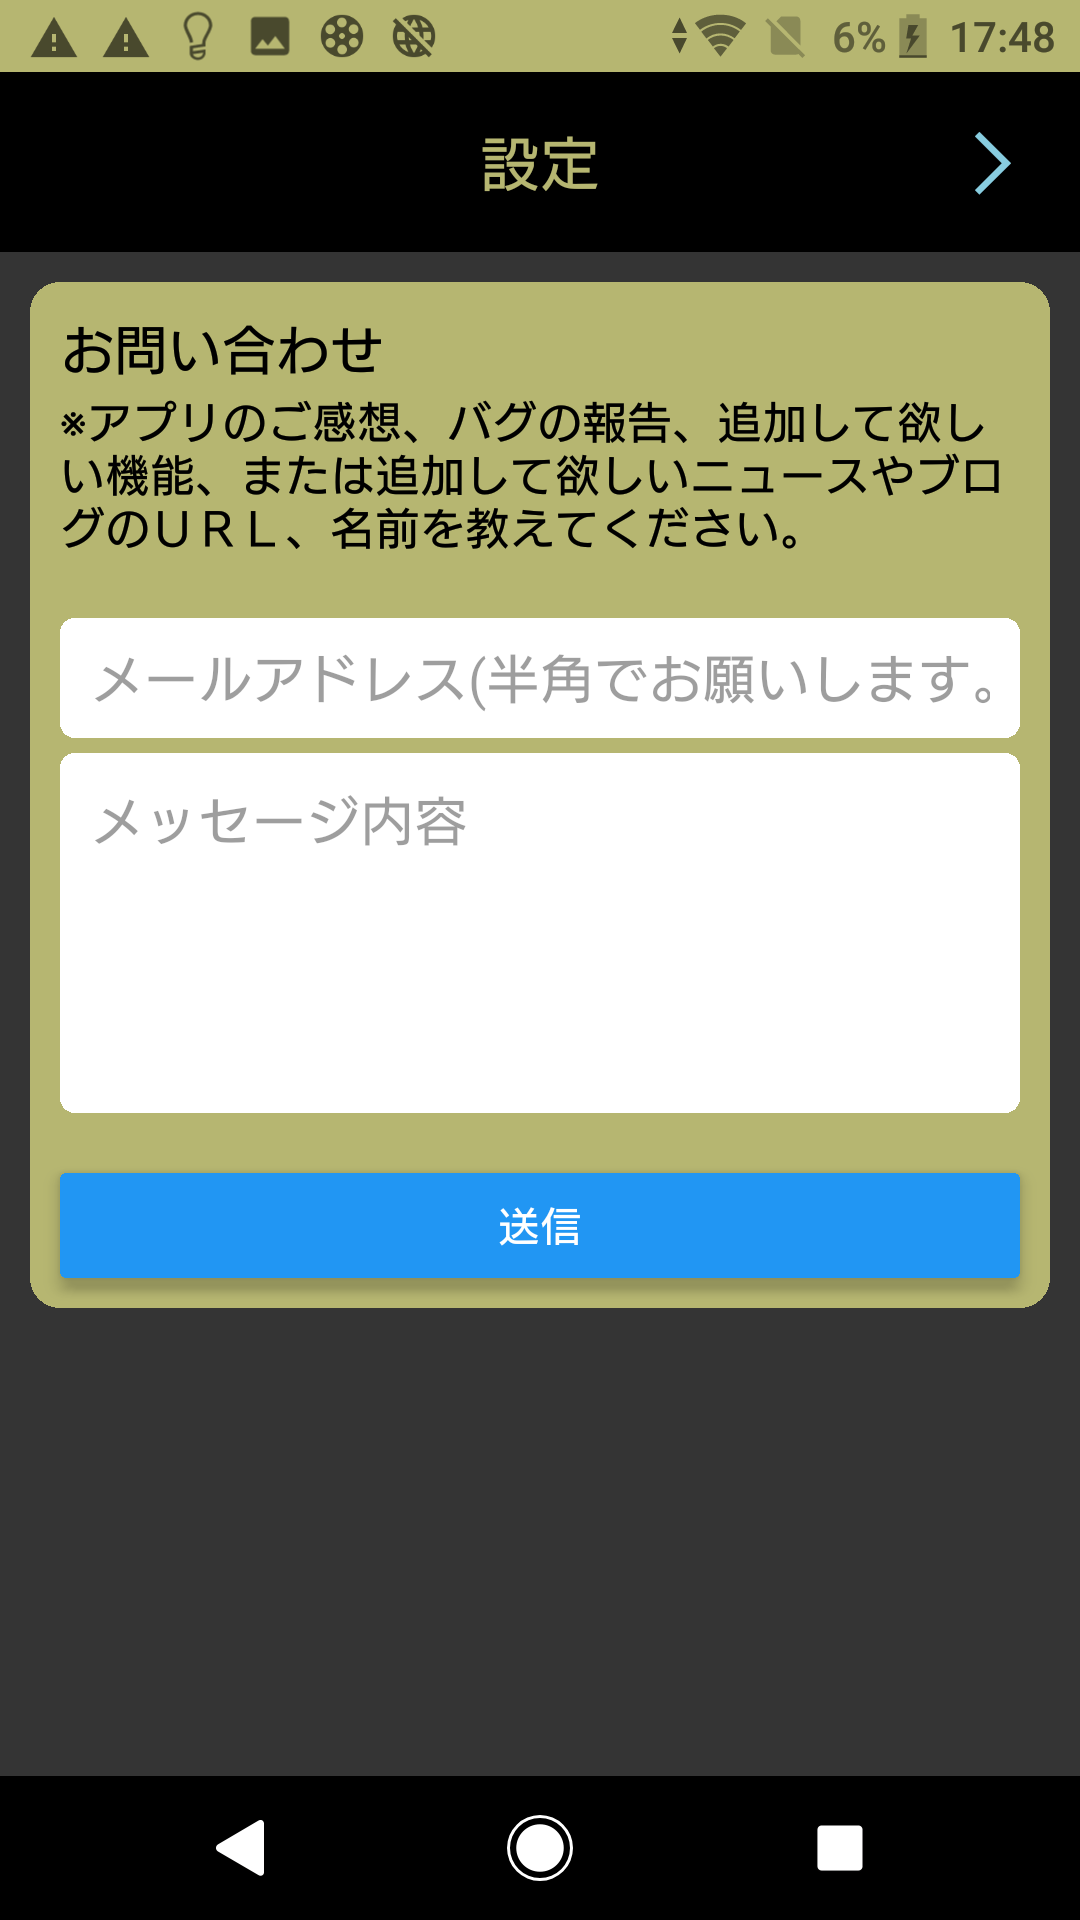 6% 17:48
設定
お問い合わせ
※アプリのご感想、バグの報告、追加して欲し
い機能、または追加して欲しいニュースやブロ
グのＵＲＬ、名前を教えてください。
メールアドレス(半角でお願いします。
メッセージ内容
送信